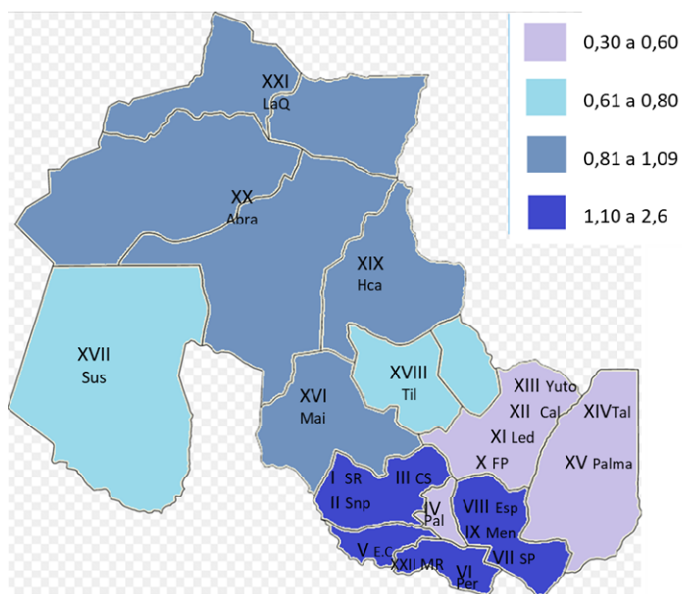 0,30 a 0,60
0,61 a 0,80
0,81 a 1,09
1,10 a 2,6
XXI
LaQ
XX
Abra
XIX
Hca
XVII
Sus
XVIII
Til
XVI
Mai
XIII Yuto
XII Cal
XI Led
X FP
XIV Tal
XV Palma
I SR
II Snp
III CS
IV
Pal
VIII Esp
IX Men
V E.C
XXII MR
VI
Per
VII SP